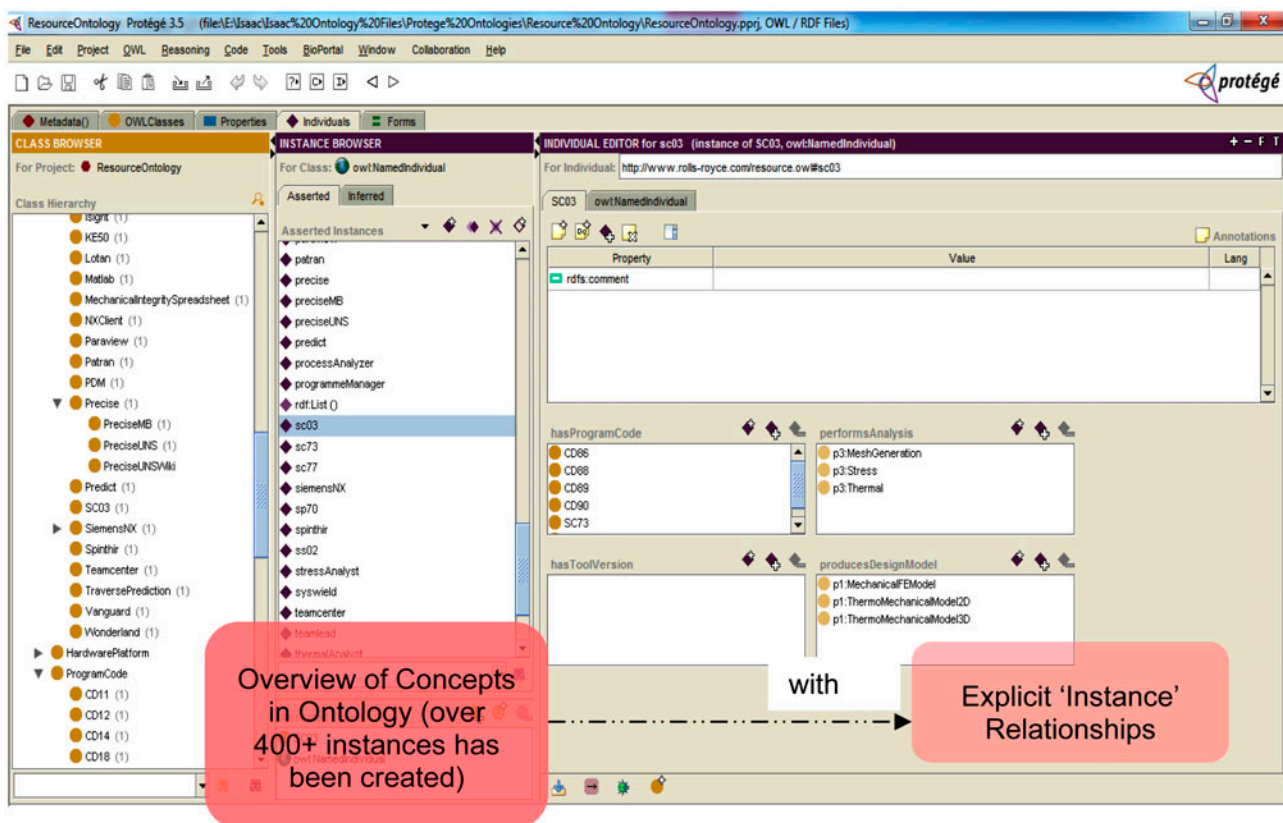 ResourceOntology Protégé 3.5 (file:\E:\Isaac\Isaac%20Ontology%20Files\Protege%20Ontologies\Resource%20Ontology\ResourceOntology.pprj, OWL / RDF Files)
File Edit Project OWL Reasoning Code Tools BioPortal Window Collaboration Help
protégé
Metadata() OWLClasses Properties Individuals Forms
CLASS BROWSER
For Project: ResourceOntology
Class Hierarchy
Isight (1)
KE50 (1)
Lotan (1)
Matlab (1)
MechanicalIntegritySpreadsheet (1)
NXClient (1)
Paraview (1)
Patran (1)
PDM (1)
Precise (1)
PreciseMB (1)
PreciseUNS (1)
PreciseUNSWiki
Predict (1)
SC03 (1)
SiemensNX (1)
Spinthir (1)
Teamcenter (1)
TraversePrediction (1)
Vanguard (1)
Wonderland (1)
HardwarePlatform
ProgramCode
CD11 (1)
CD12 (1)
CD14 (1)
CD18 (1)
INSTANCE BROWSER
For Class: owl:NamedIndividual
Asserted Inferred
Asserted Instances
paraview
patran
precise
preciseMB
preciseUNS
predict
processAnalyzer
programmeManager
rdf:List ()
sc03
sc73
sc77
siemensNX
sp70
spinthir
ss02
stressAnalyst
syswield
teamcenter
teamlead
thermalAnalyst
owl:NamedIndividual
INDIVIDUAL EDITOR for sc03 (instance of SC03, owl:NamedIndividual)
+ - F T
For Individual: http://www.rolls-royce.com/resource.owl#sc03
SC03 owl:NamedIndividual
Annotations
Property Value Lang
rdfs:comment
hasProgramCode
CD86
CD88
CD89
CD90
SC73
performsAnalysis
p3:MeshGeneration
p3:Stress
p3:Thermal
hasToolVersion
producesDesignModel
p1:MechanicalFEModel
p1:ThermoMechanicalModel2D
p1:ThermoMechanicalModel3D
Overview of Concepts
in Ontology (over
400+ instances has
been created)
with
Explicit ‘Instance’
Relationships